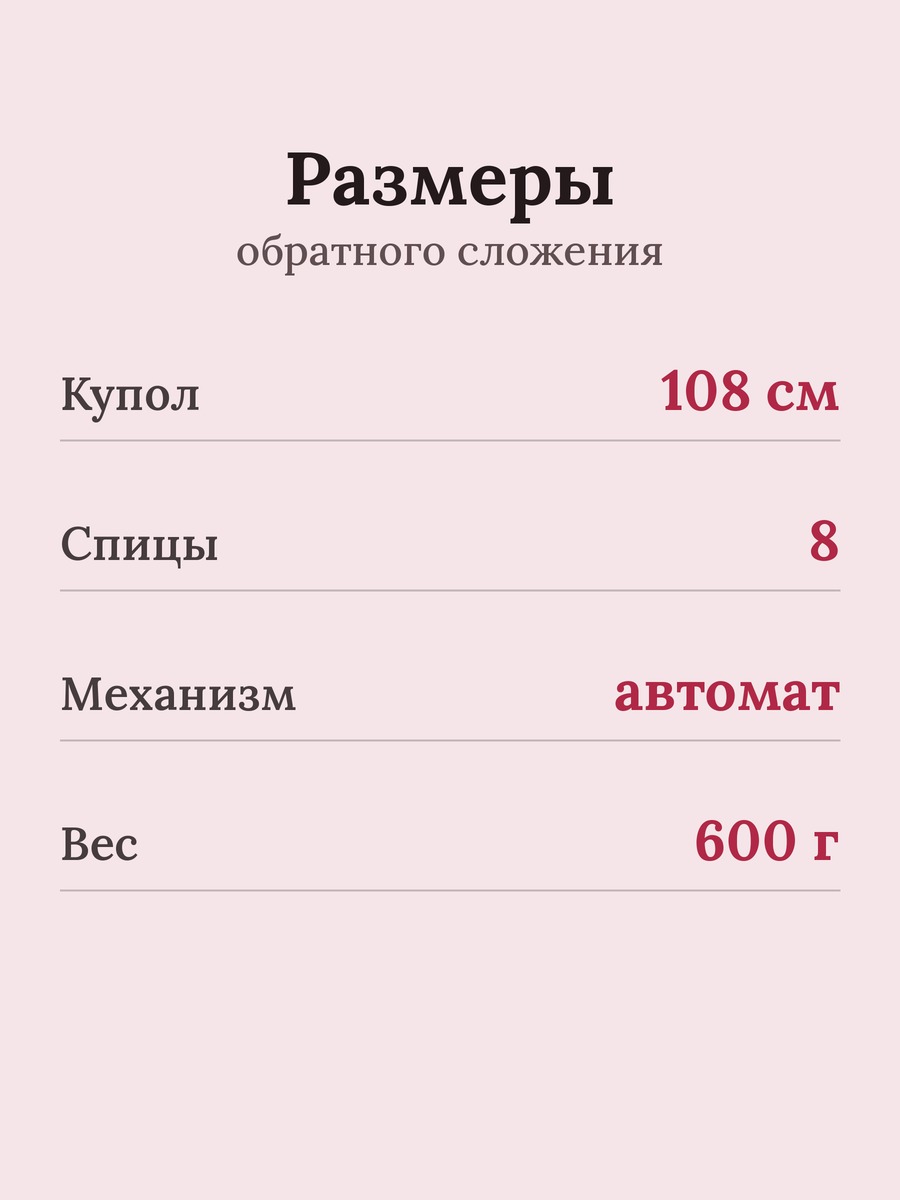 Размеры
обратного сложения
Купол 108 см
Спицы 8
Механизм автомат
Вес 600 г